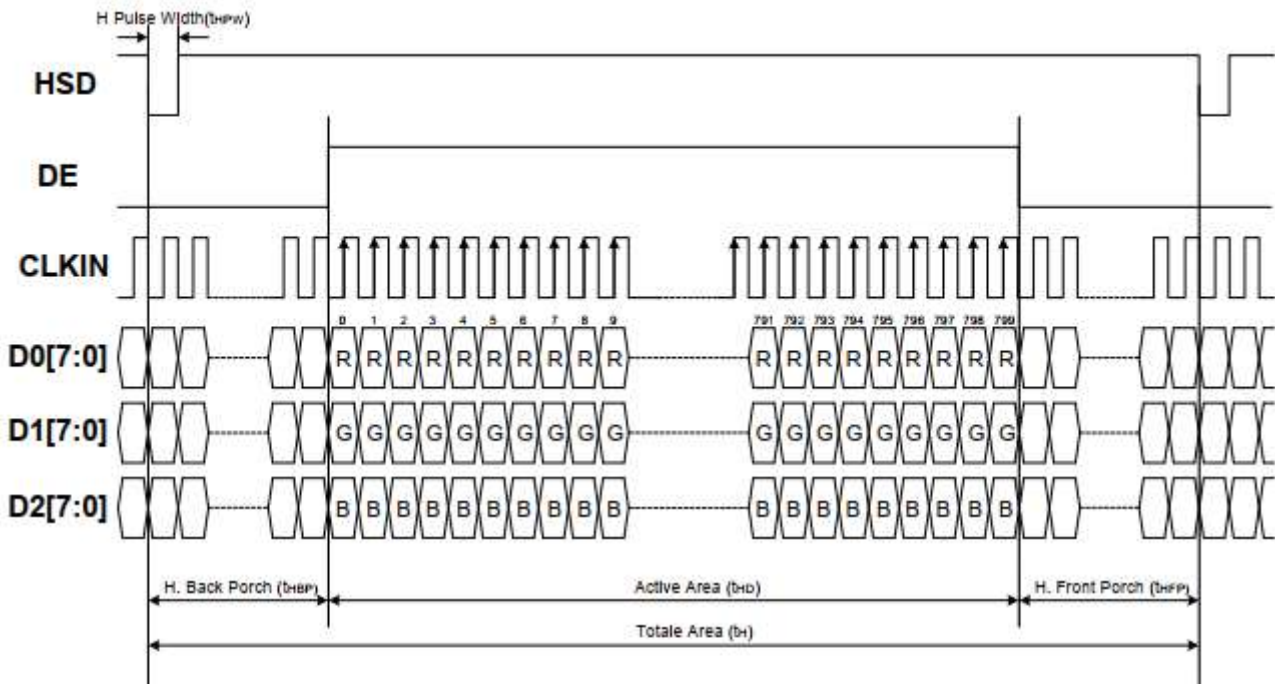 H Pulse Width(tHPW)
HSD
DE
CLKIN
0 1 2 3 4 5 6 7 8 9 791 792 793 794 795 796 797 798 799
D0[7:0] R R R R R R R R R R R R R R R R R R R
D1[7:0] G G G G G G G G G G G G G G G G G G G
D2[7:0] B B B B B B B B B B B B B B B B B B B
H. Back Porch (tHBP) Active Area (tHD) H. Front Porch (tHFP)
Totale Area (tH)